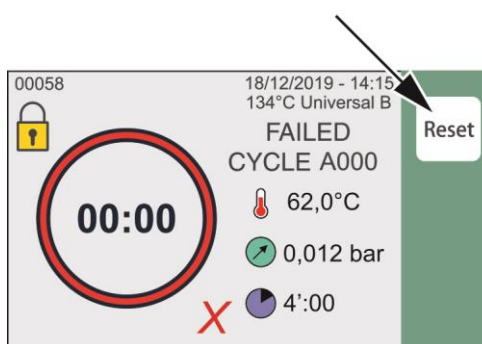 00058
18/12/2019 - 14:15
134°C Universal B
FAILED
CYCLE A000
Reset
62,0°C
00:00
0,012 bar
X
4':00